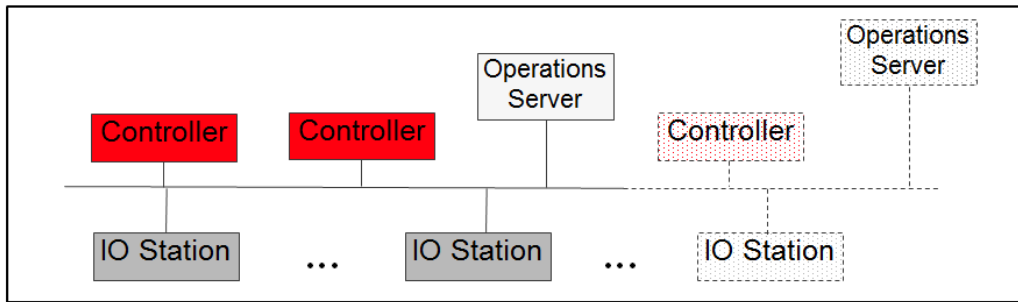 Operations
Server
Operations
Server
Controller
Controller
Controller
IO Station
...
IO Station
...
IO Station